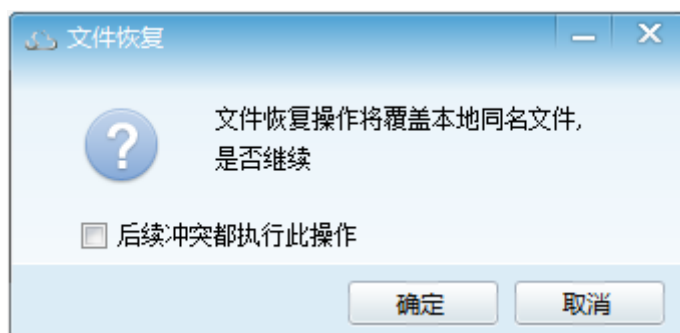 文件恢复
文件恢复操作将覆盖本地同名文件,
是否继续
后续冲突都执行此操作
确定
取消